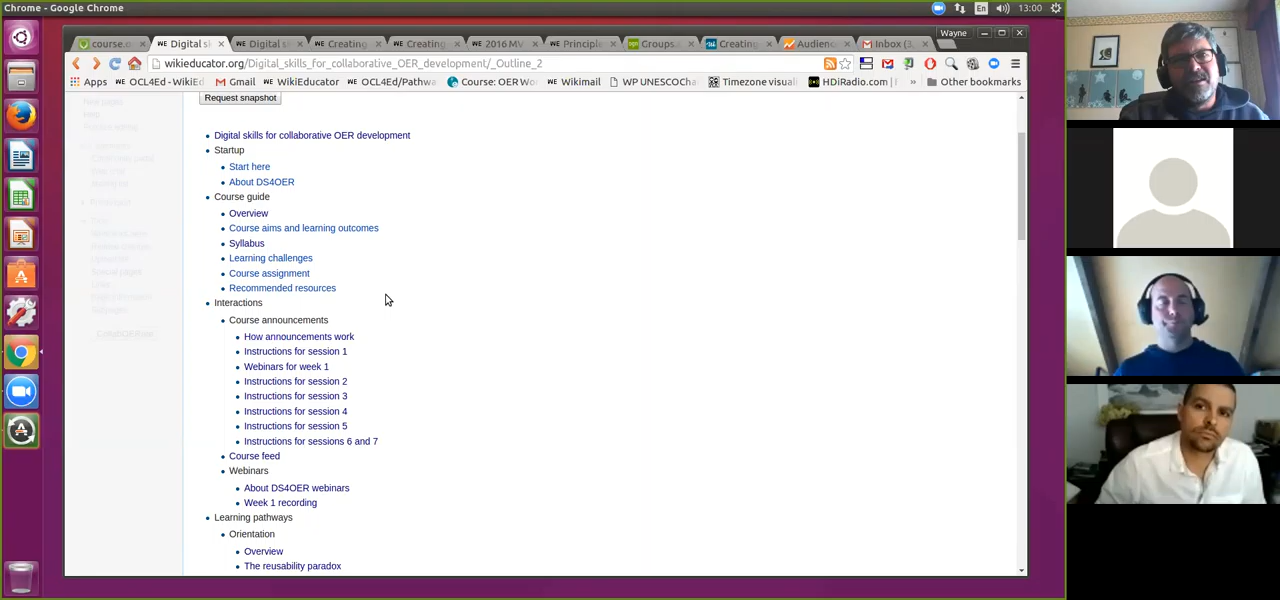 Chrome - Google Chrome
En
13:00
Wayne
course.o
Digital sk
Digital sk
Creating
Creating
2016 MV
Principle
Groups.
Creating
Audienc
Inbox (3
wikieducator.org/Digital_skills_for_collaborative_OER_development/_Outline_2
Apps
OCL4Ed - WikiEd
Gmail
WikiEducator
OCL4Ed/Pathwa
Course: OER Wor
Wikimail
WP UNESCOCha
Timezone visual
HDiRadio.com |
»
Other bookmarks
Request snapshot
Digital skills for collaborative OER development
Startup
Start here
About DS4OER
Course guide
Overview
Course aims and learning outcomes
Syllabus
Learning challenges
Course assignment
Recommended resources
Interactions
Course announcements
How announcements work
Instructions for session 1
Webinars for week 1
Instructions for session 2
Instructions for session 3
Instructions for session 4
Instructions for session 5
Instructions for sessions 6 and 7
Course feed
Webinars
About DS4OER webinars
Week 1 recording
Learning pathways
Orientation
Overview
The reusability paradox